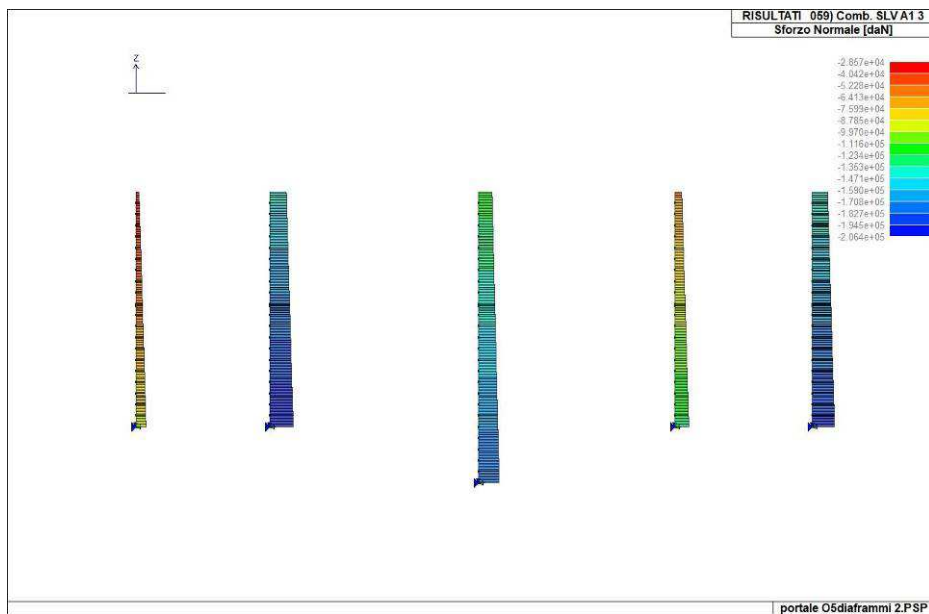 RISULTATI 059) Comb. SLV A1 3
Sforzo Normale [daN]
Z
-2.857e+04
-4.042e+04
-5.228e+04
-6.413e+04
-7.599e+04
-8.785e+04
-9.970e+04
-1.116e+05
-1.234e+05
-1.353e+05
-1.471e+05
-1.590e+05
-1.708e+05
-1.827e+05
-1.945e+05
-2.064e+05
portale O5diaframmi 2.PSP